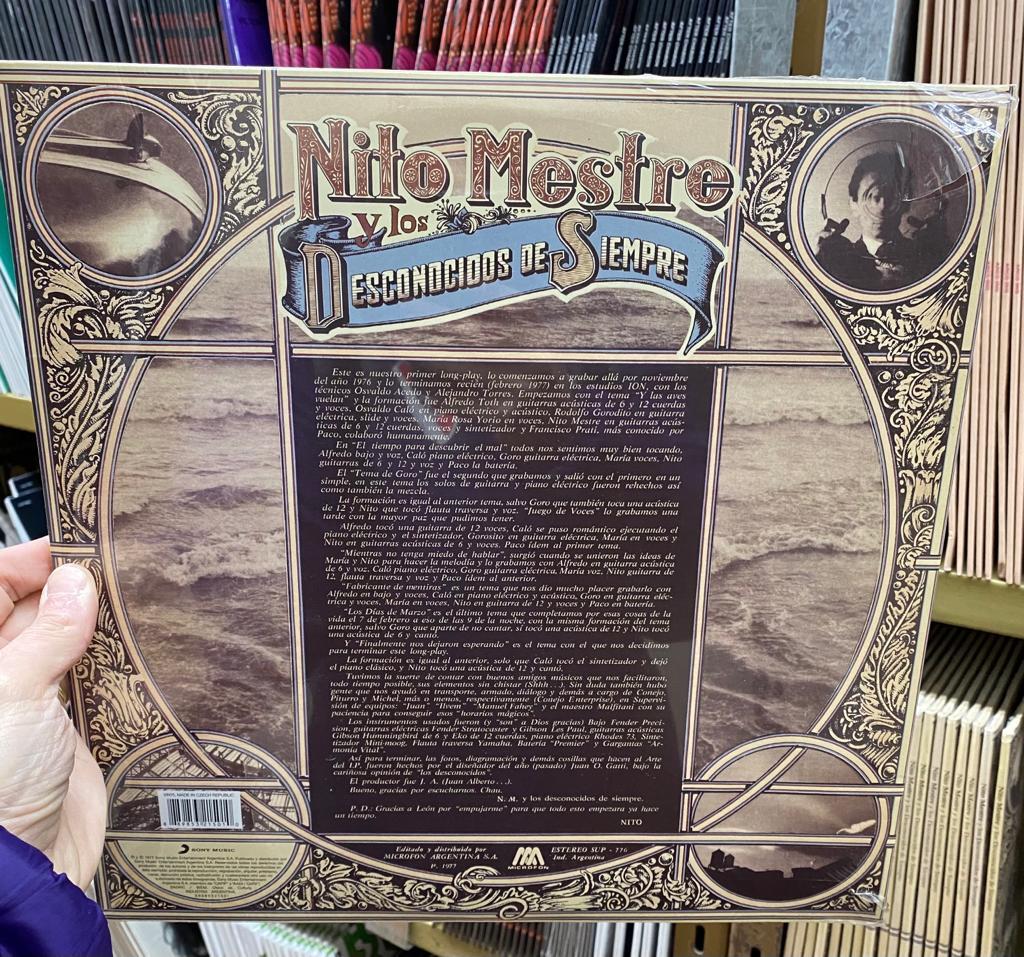 Nito Mestre
y los
DESCONOCIDOS DE SIEMPRE
Este es nuestro primer long-play, lo comenzamos a grabar allá por noviembre
del año 1976 y lo terminamos recién (febrero 1977) en los estudios ION, con los
técnicos Osvaldo Acedo y Alejandro Torres. Empezamos con el tema "Y las aves
vuelan" y la formación fue Alfredo Toth en guitarras acústicas de 6 y 12 cuerdas
y voces, Osvaldo Caló en piano eléctrico y acústico, Rodolfo Gorodito en guitarra
eléctrica, slide y voces, María Rosa Yorio en voces, Nito Mestre en guitarras acús-
ticas de 6 y 12 cuerdas, voces y sintetizador y Francisco Prati, más conocido por
Paco, colaboró humanamente.
En "El tiempo para descubrir el mal" todos nos sentimos muy bien tocando,
Alfredo bajo y voz, Caló piano eléctrico, Goro guitarra eléctrica, María voces, Nito
guitarras de 6 y 12 y voz y Paco la batería.
El "Tema de Goro" fue el segundo que grabamos y salió con el primero en un
simple, en este tema los solos de guitarra y piano eléctrico fueron rehechos así
como también la mezcla.
La formación es igual al anterior tema, salvo Goro que también toca una acústica
de 12 y Nito que tocó flauta traversa y voz. "Juego de Voces" lo grabamos una
tarde con la mayor paz que pudimos tener.
Alfredo tocó una guitarra de 12 voces, Caló se puso romántico ejecutando el
piano eléctrico y el sintetizador, Gorosito en guitarra eléctrica, María en voces y
Nito en guitarras acústicas de 6 y voces, Paco ídem al primer tema.
"Mientras no tenga miedo de hablar", surgió cuando se unieron las ideas de
María y Nito para hacer la melodía y lo grabamos con Alfredo en guitarra acústica
de 6 y voz, Caló piano eléctrico, Goro guitarra eléctrica, María voz, Nito guitarra de
12, flauta traversa y voz y Paco ídem al anterior.
"Fabricante de mentiras" es un tema que nos dio mucho placer grabarlo con
Alfredo en bajo y voces, Caló en piano eléctrico y acústico, Goro en guitarra eléc-
trica y voces, María en voces, Nito en guitarra de 12 y voces y Paco en batería.
"Los Días de Marzo" es el último tema que completamos por esas cosas de la
vida el 7 de febrero a eso de las 9 de la noche, con la misma formación del tema
anterior, salvo Goro que aparte de no cantar, sí tocó una acústica de 12 y Nito tocó
una acústica de 6 y cantó.
Y "Finalmente nos dejaron esperando" es el tema con el que nos decidimos
para terminar este long-play.
La formación es igual al anterior, solo que Caló tocó el sintetizador y dejó
el piano clásico, y Nito tocó una acústica de 12 y cantó.
Tuvimos la suerte de contar con buenos amigos músicos que nos facilitaron,
todo tiempo posible, sus elementos sin chistar (Shhh...). Sin duda también hubo
gente que nos ayudó en transporte, armado, diálogo y demás a cargo de Conejo,
Piturro y Michel, más o menos, respectivamente (Conejo Enterprise), en Supervi-
sión de equipos: "Juan" "Ilvem" "Manuel Fahey" y el maestro Malfitani con su
paciencia para conseguir esos "horarios mágicos".
Los instrumentos usados fueron (y "son" a Dios gracias) Bajo Fender Preci-
sion, guitarras eléctricas Fender Stratocaster y Gibson Les Paul, guitarras acústicas
Gibson Hummingbird de 6 y Eko de 12 cuerdas, piano eléctrico Rhodes 73, Sinte-
tizador Mini-moog, Flauta traversa Yamaha, Batería "Premier" y Gargantas "Ar-
monía Vital".
Así para terminar, las fotos, diagramación y demás cosillas que hacen al Arte
del LP, fueron hechos por el diseñador del año (pasado) Juan O. Gatti, bajo la
cariñosa opinión de "los desconocidos".
El productor fue J. A. (Juan Alberto...).
Bueno, gracias por escucharnos. Chau.
N. M. y los desconocidos de siempre.
P. D.: Gracias a León por "empujarme" para que todo esto empezara ya hace
un tiempo.
NITO
MADE IN CZECH REPUBLIC
SONY MUSIC
Editado y distribuido por
MICROFON ARGENTINA S.A.
P. 1977
MICROFON
ESTEREO SUP - 776
Ind. Argentina